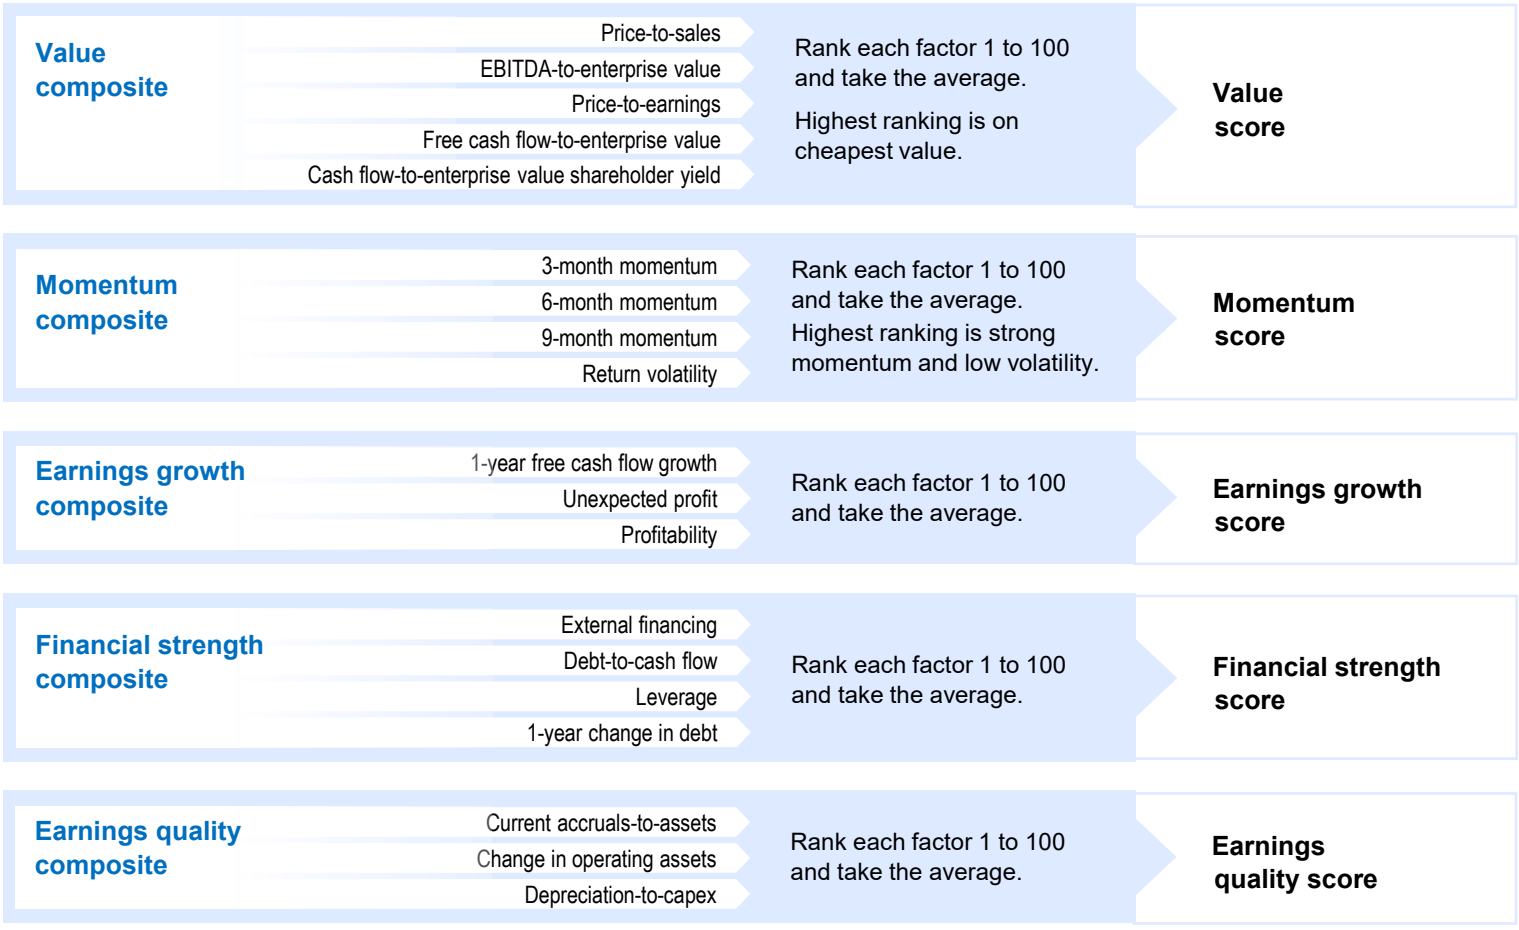 Value
composite
Price-to-sales
EBITDA-to-enterprise value
Price-to-earnings
Free cash flow-to-enterprise value
Cash flow-to-enterprise value shareholder yield
Rank each factor 1 to 100
and take the average.
Highest ranking is on
cheapest value.
Value
score
Momentum
composite
3-month momentum
6-month momentum
9-month momentum
Return volatility
Rank each factor 1 to 100
and take the average.
Highest ranking is strong
momentum and low volatility.
Momentum
score
Earnings growth
composite
1-year free cash flow growth
Unexpected profit
Profitability
Rank each factor 1 to 100
and take the average.
Earnings growth
score
Financial strength
composite
External financing
Debt-to-cash flow
Leverage
1-year change in debt
Rank each factor 1 to 100
and take the average.
Financial strength
score
Earnings quality
composite
Current accruals-to-assets
Change in operating assets
Depreciation-to-capex
Rank each factor 1 to 100
and take the average.
Earnings
quality score